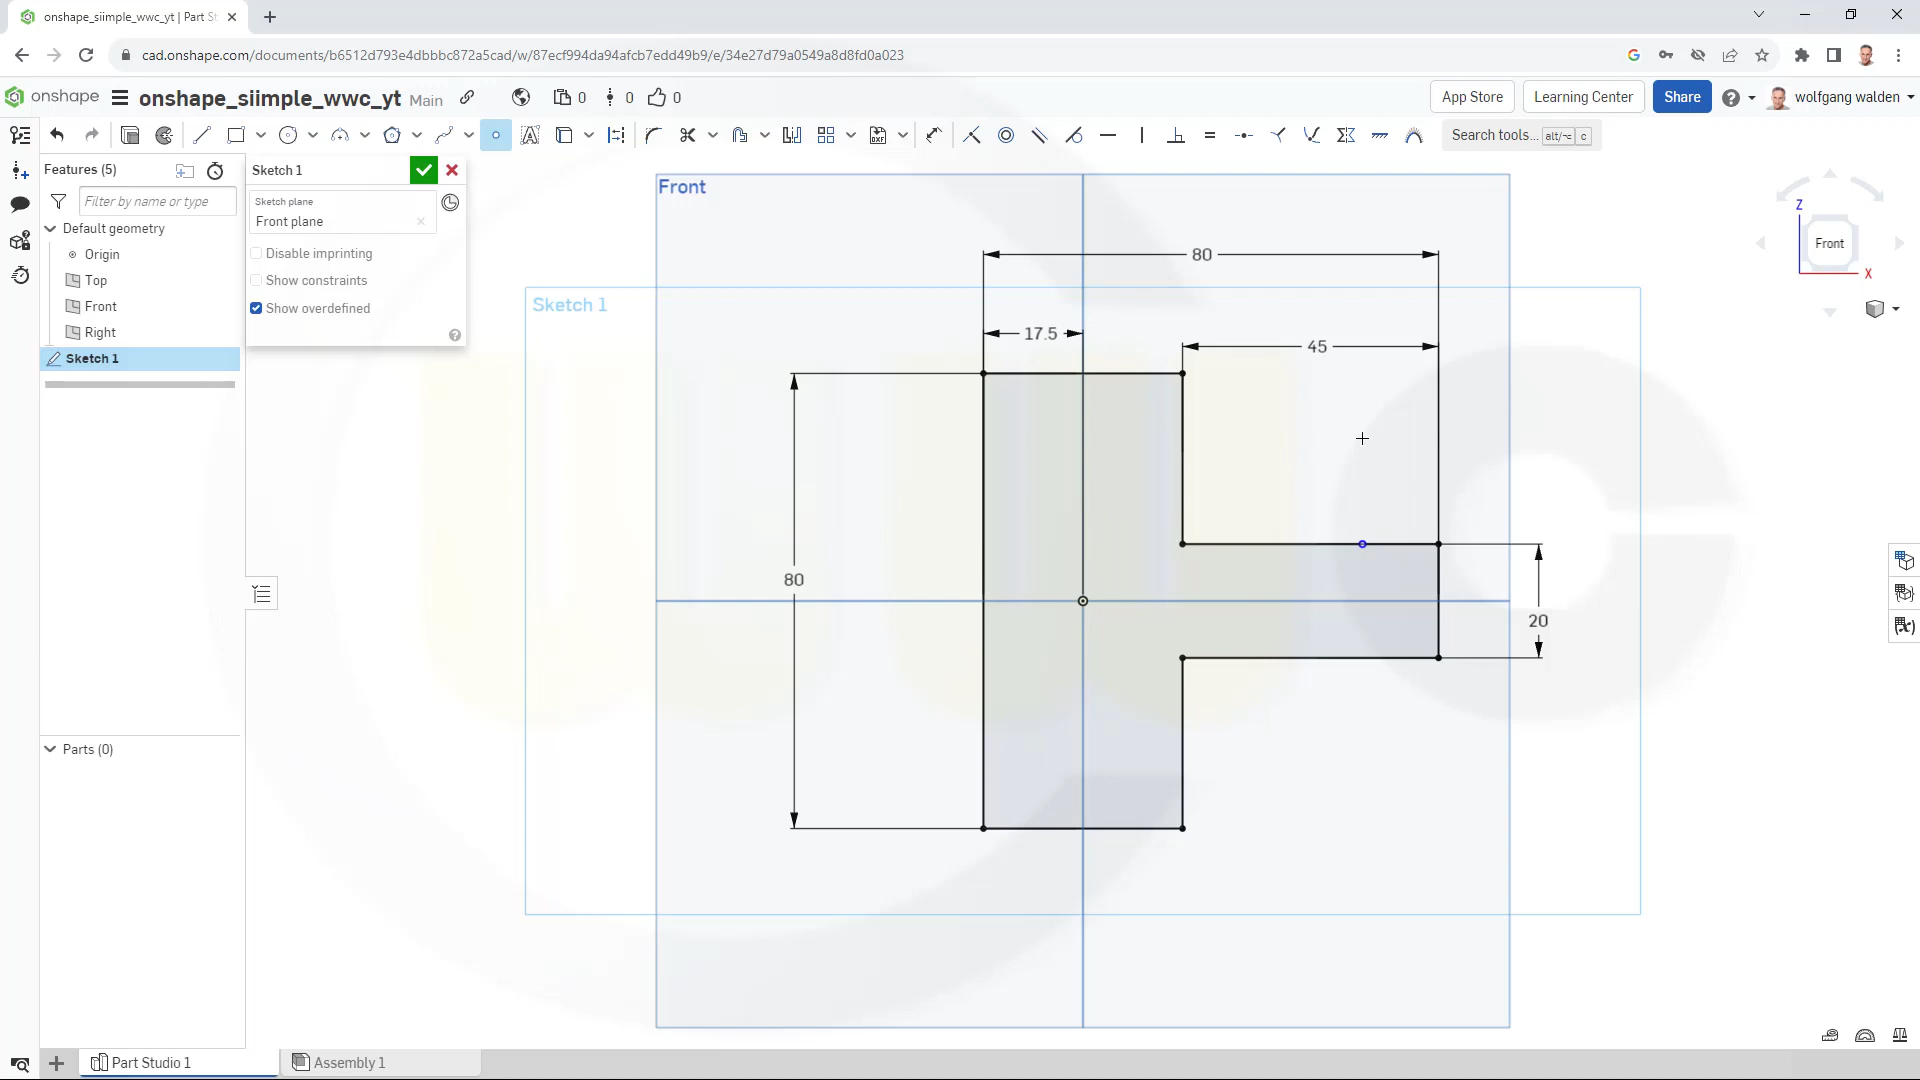 onshape_siimple_wwc_yt | Part St
cad.onshape.com/documents/b6512d793e4dbbbc872a5cad/w/87ecf994da94afcb7edd49b9/e/34e27d79a0549a8d8fd0a023
onshape onshape_siimple_wwc_yt Main 0 0 0 App Store Learning Center Share wolfgang walden
Search tools... alt/⌥ c
Features (5)
Filter by name or type
Default geometry
Origin
Top
Front
Right
Sketch 1
Parts (0)
Sketch 1
Sketch plane
Front plane
Disable imprinting
Show constraints
Show overdefined
Front
Sketch 1
80
17.5
45
80
20
Z
Front
X
Part Studio 1
Assembly 1